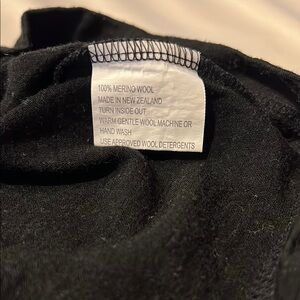 100% MERINO WOOL
MADE IN NEW ZEALAND
TURN INSIDE OUT
WARM GENTLE WOOL MACHINE OR
HAND WASH
USE APPROVED WOOL DETERGENTS